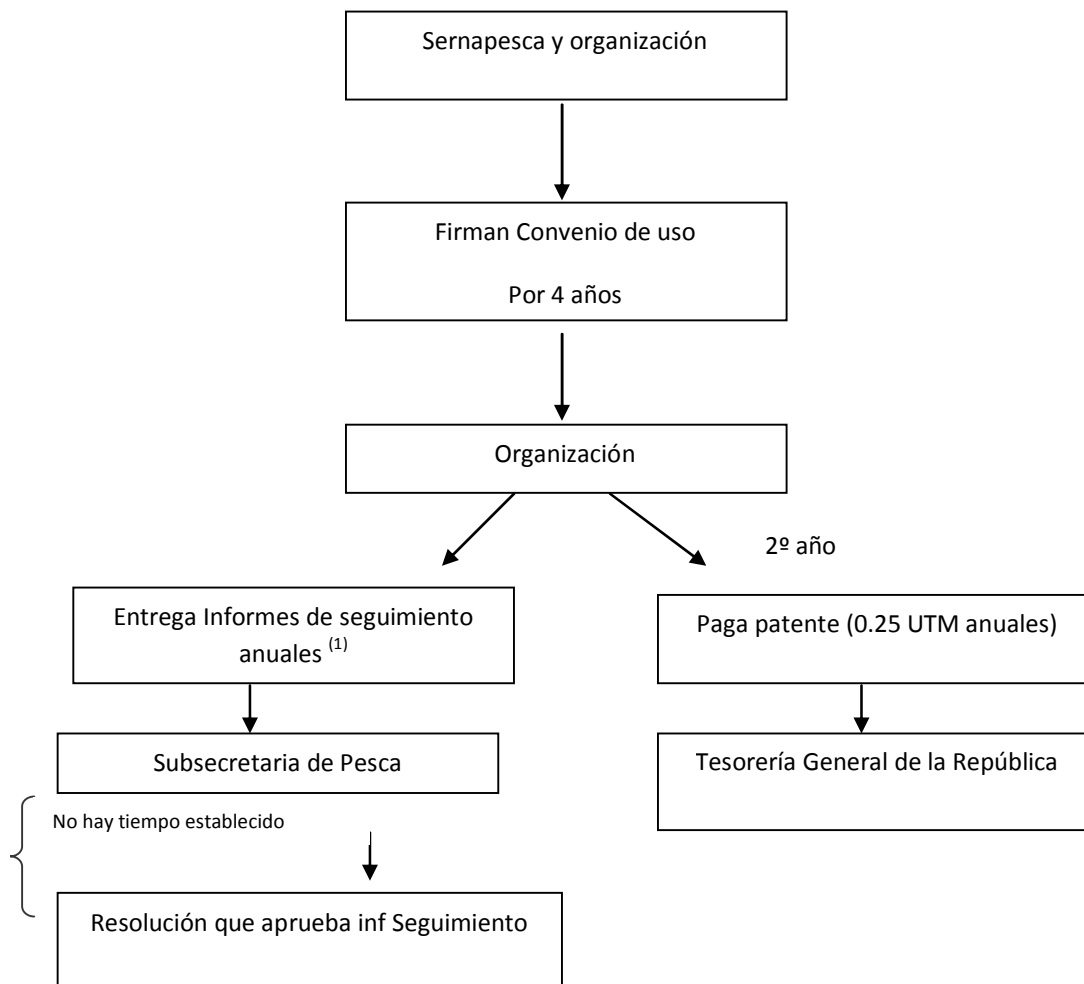 Sernapesca y organización
Firman Convenio de uso
Por 4 años
Organización
2º año
Entrega Informes de seguimiento
anuales (1)
Paga patente (0.25 UTM anuales)
Subsecretaria de Pesca
Tesorería General de la República
No hay tiempo establecido
Resolución que aprueba inf Seguimiento